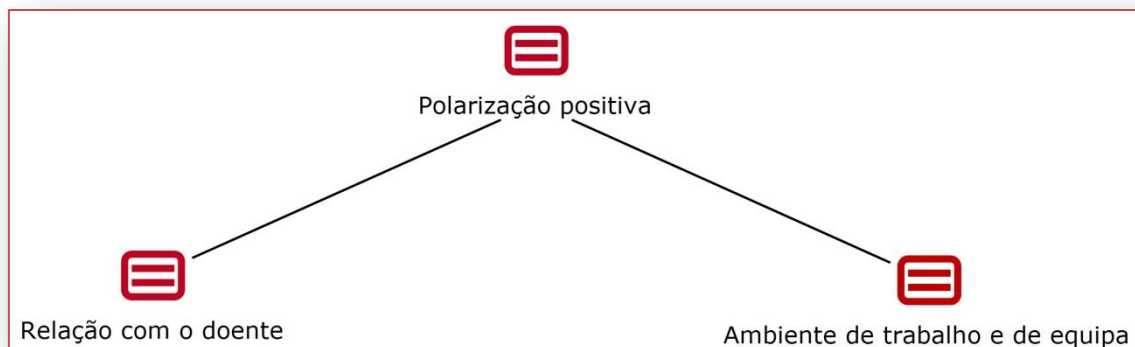 Polarização positiva
Relação com o doente
Ambiente de trabalho e de equipa